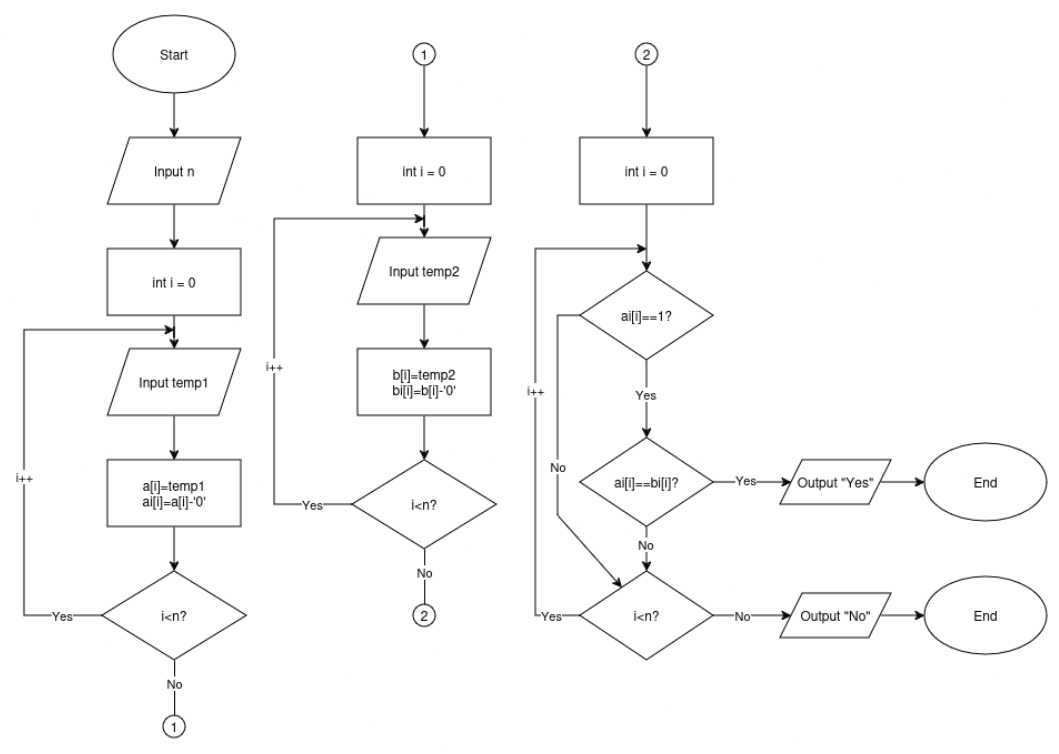 Start
Input n
int i = 0
Input temp1
i++
a[i]=temp1
ai[i]=a[i]-'0'
i<n?
Yes
No
1
1
int i = 0
Input temp2
i++
b[i]=temp2
bi[i]=b[i]-'0'
i<n?
Yes
No
2
2
int i = 0
ai[i]==1?
i++
Yes
No
ai[i]==bi[i]?
Yes
Output "Yes"
End
No
i<n?
Yes
No
Output "No"
End